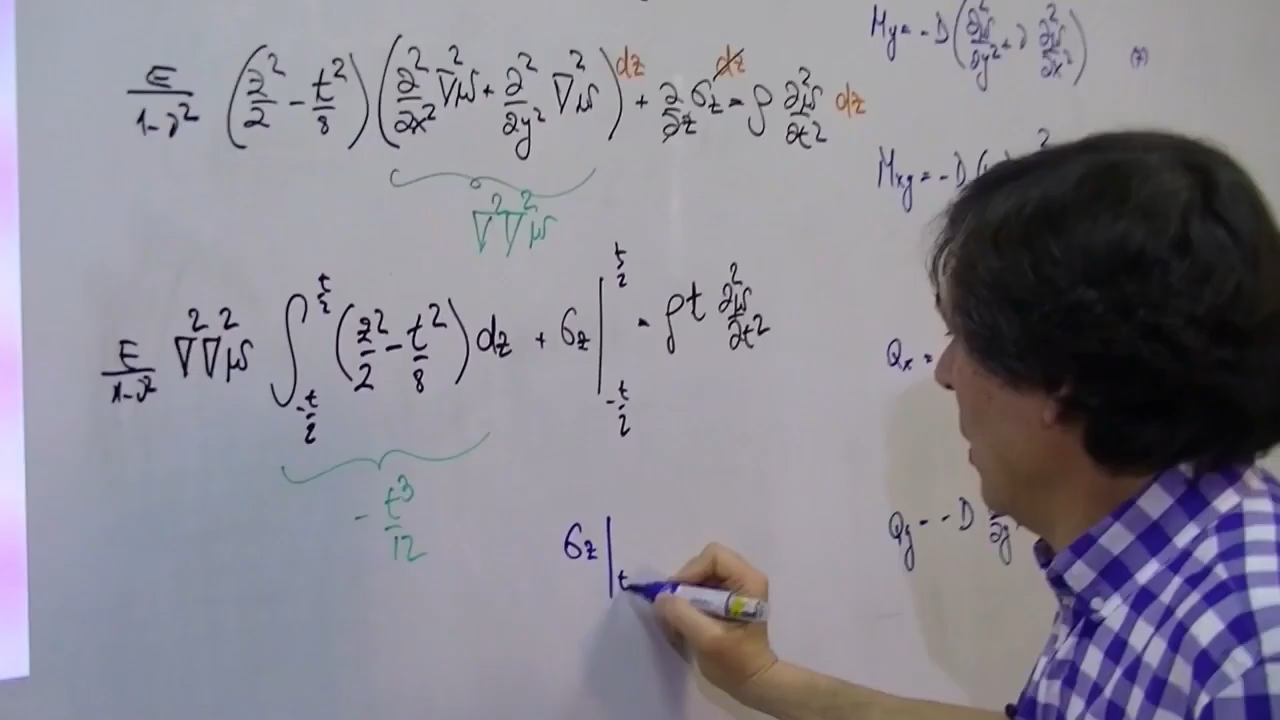 E/(1-ν²) (z²/2 - t²/8) (∂²/∂x² ∇²w + ∂²/∂y² ∇²w) dz + ∂/∂z σz dz = ρ ∂²w/∂t² dz
∇²∇²w
E/(1-ν²) ∇²∇²w ∫_{-t/2}^{t/2} (z²/2 - t²/8) dz + σz |_{-t/2}^{t/2} = ρt ∂²w/∂t²
- t³/12
σz |t
My = -D(∂²w/∂y² + ν ∂²w/∂x²) (*)
Mxy = -D
Qx =
Qy = -D